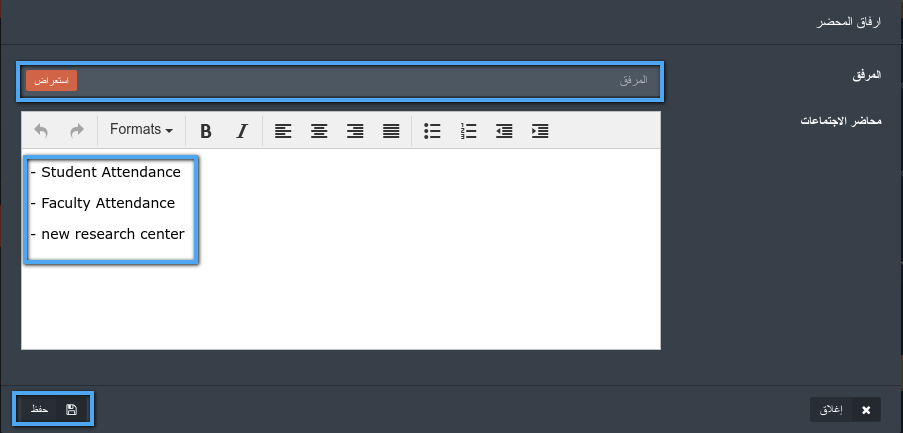 ارفاق المحضر
المرفق
المرفق
استعراض
محاضر الاجتماعات
Formats
B I
- Student Attendance
- Faculty Attendance
- new research center
إغلاق
حفظ